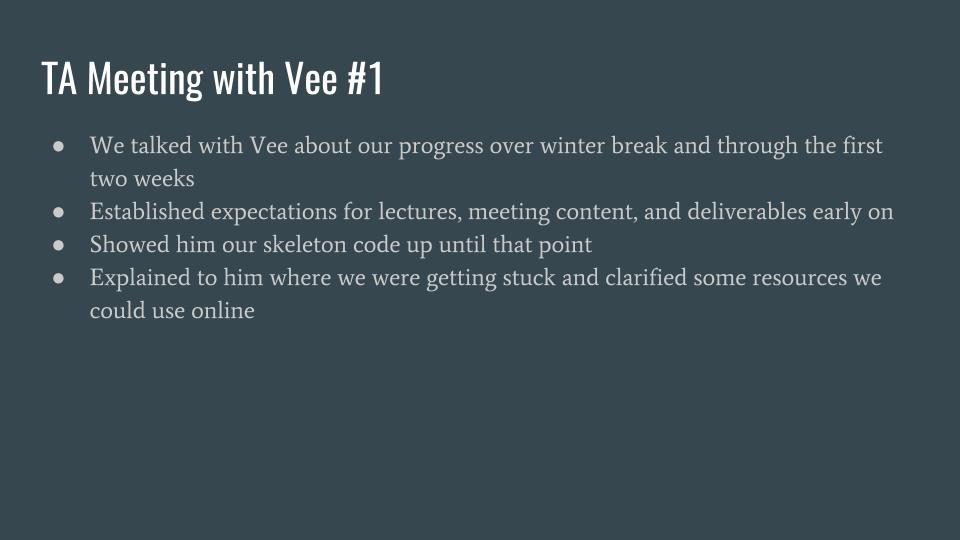 TA Meeting with Vee #1
● We talked with Vee about our progress over winter break and through the first
two weeks
● Established expectations for lectures, meeting content, and deliverables early on
● Showed him our skeleton code up until that point
● Explained to him where we were getting stuck and clarified some resources we
could use online